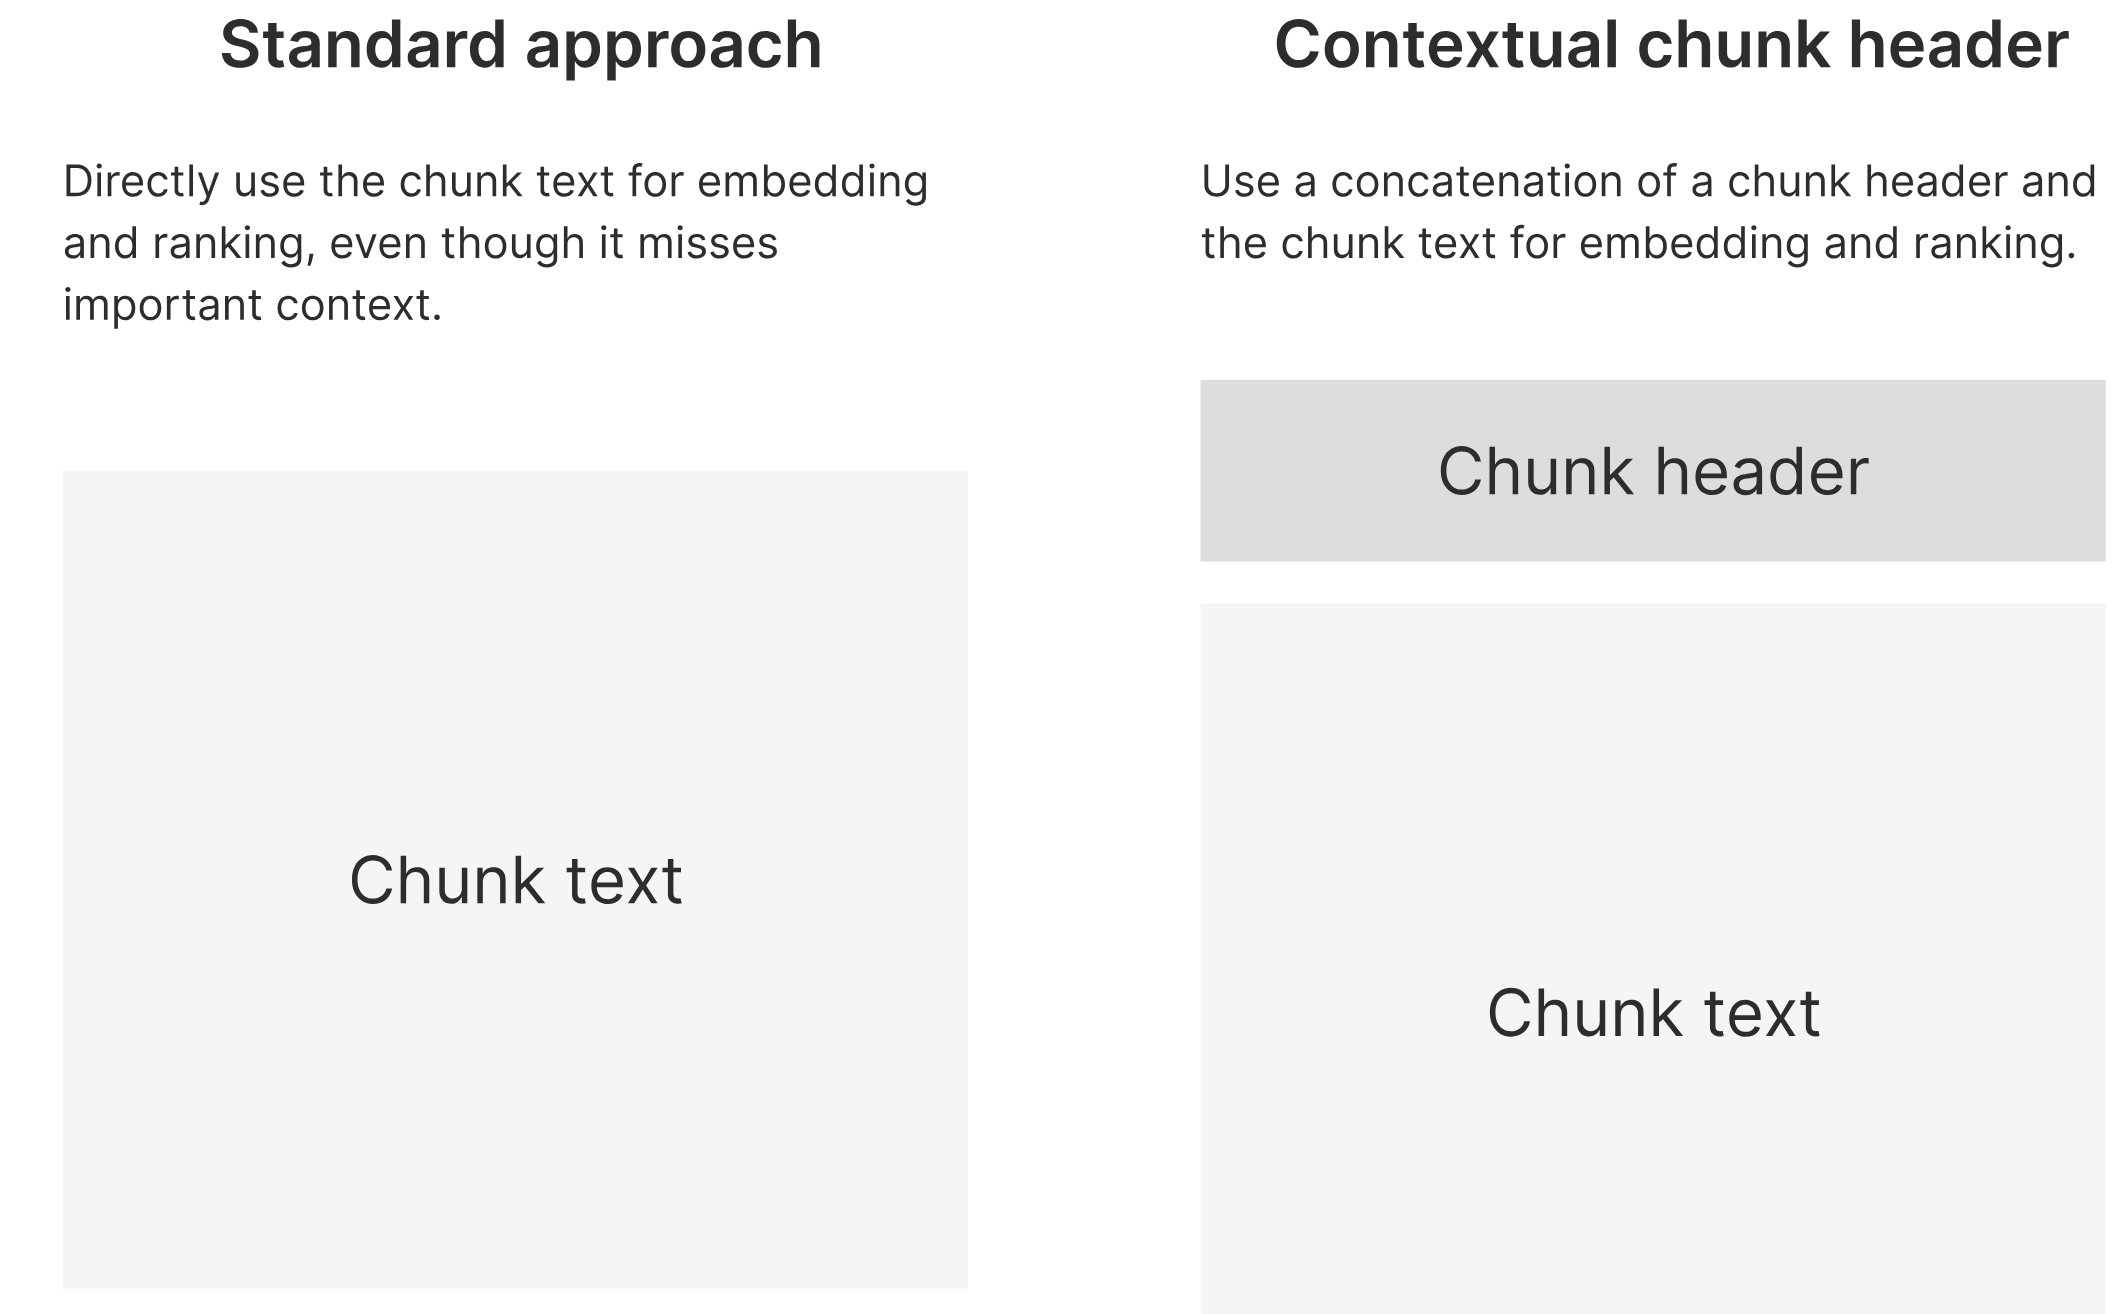 Standard approach
Directly use the chunk text for embedding
and ranking, even though it misses
important context.
Chunk text
Contextual chunk header
Use a concatenation of a chunk header and
the chunk text for embedding and ranking.
Chunk header
Chunk text